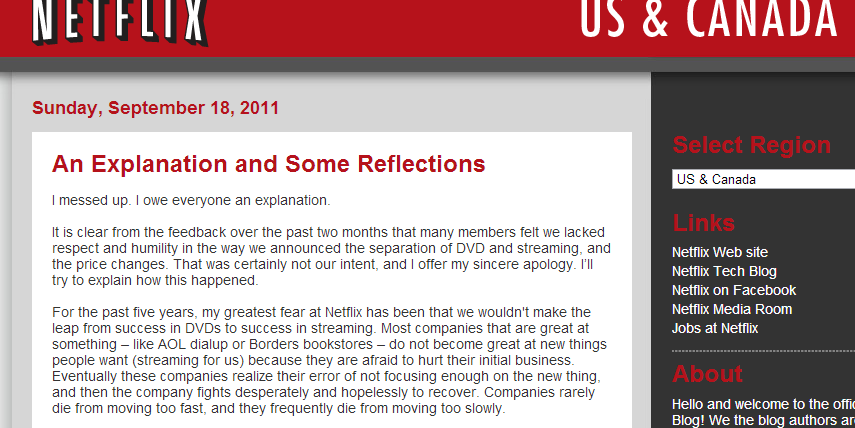 NETFLIX
US & CANADA
Sunday, September 18, 2011
An Explanation and Some Reflections
I messed up. I owe everyone an explanation.
It is clear from the feedback over the past two months that many members felt we lacked
respect and humility in the way we announced the separation of DVD and streaming, and
the price changes. That was certainly not our intent, and I offer my sincere apology. I'll
try to explain how this happened.
For the past five years, my greatest fear at Netflix has been that we wouldn't make the
leap from success in DVDs to success in streaming. Most companies that are great at
something – like AOL dialup or Borders bookstores – do not become great at new things
people want (streaming for us) because they are afraid to hurt their initial business.
Eventually these companies realize their error of not focusing enough on the new thing,
and then the company fights desperately and hopelessly to recover. Companies rarely
die from moving too fast, and they frequently die from moving too slowly.
Select Region
US & Canada
Links
Netflix Web site
Netflix Tech Blog
Netflix on Facebook
Netflix Media Room
Jobs at Netflix
About
Hello and welcome to the offic
Blog! We the blog authors ar